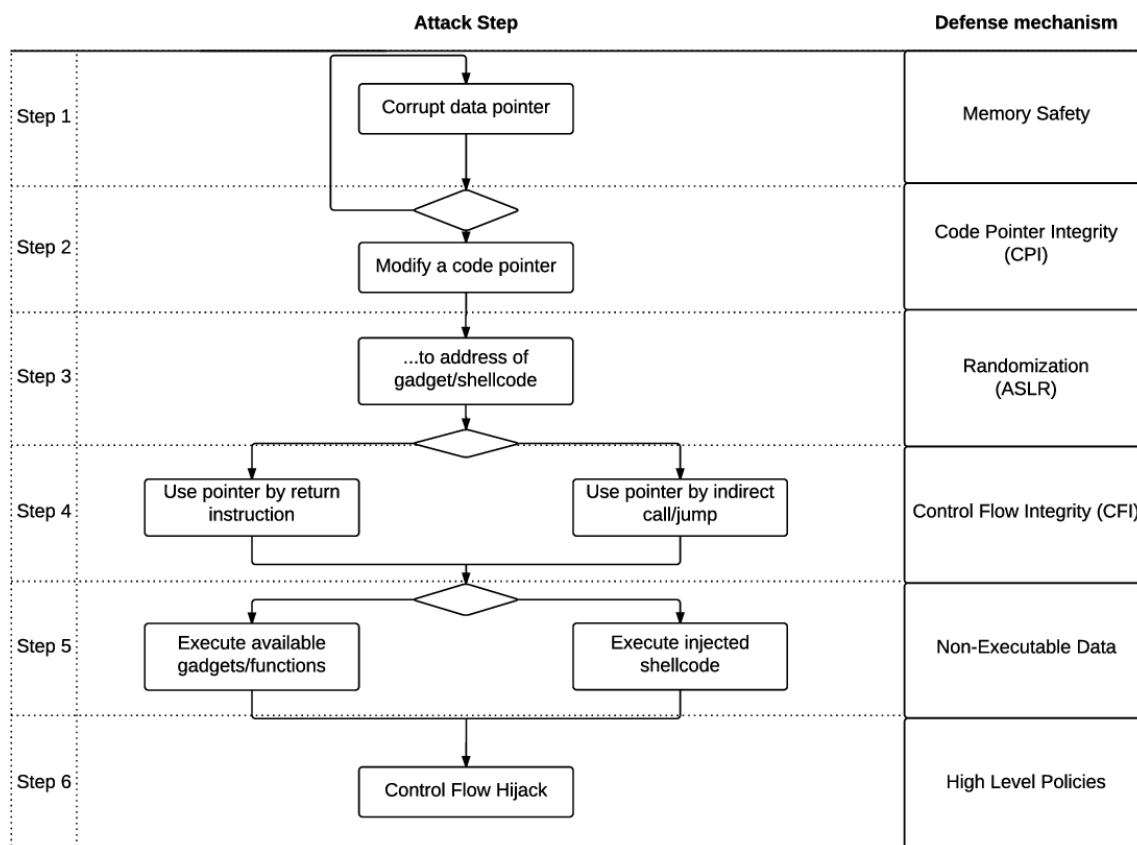 Attack Step
Defense mechanism
Step 1
Corrupt data pointer
Memory Safety
Step 2
Modify a code pointer
Code Pointer Integrity
(CPI)
Step 3
...to address of
gadget/shellcode
Randomization
(ASLR)
Step 4
Use pointer by return
instruction
Use pointer by indirect
call/jump
Control Flow Integrity (CFI)
Step 5
Execute available
gadgets/functions
Execute injected
shellcode
Non-Executable Data
Step 6
Control Flow Hijack
High Level Policies